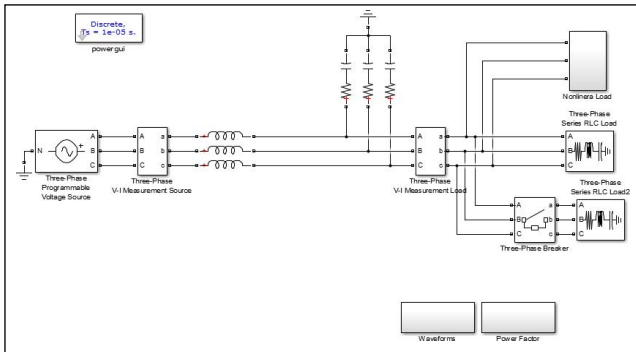 Discrete,
Ts = 1e-05 s.
powergui
N
+
A
B
C
Three-Phase
Programmable
Voltage Source
A
B
C
a
b
c
Three-Phase
V-I Measurement Source
A
B
C
a
b
c
Three-Phase
V-I Measurement Load
Nonlinera Load
Three-Phase
Series RLC Load
A
B
C
Three-Phase
Series RLC Load2
A
B
C
a
b
c
Three-Phase Breaker
A
B
C
Waveforms
Power Factor